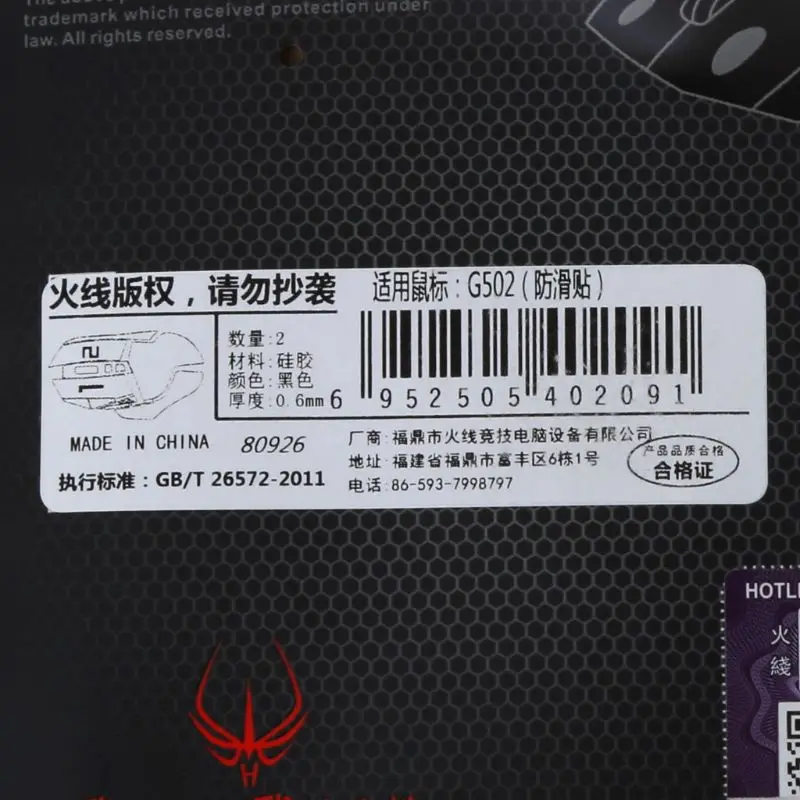 trademark which received protection under
law. All rights reserved.
火线版权，请勿抄袭
适用鼠标：G502（防滑贴）
1 2
数量：2
材料：硅胶
颜色：黑色
厚度：0.6mm
6 952505 402091
MADE IN CHINA 80926
执行标准：GB/T 26572-2011
厂商：福鼎市火线竞技电脑设备有限公司
地址：福建省福鼎市富丰区6栋1号
电话：86-593-7998797
产品品质合格
合格证
HOTL
火
綫
H